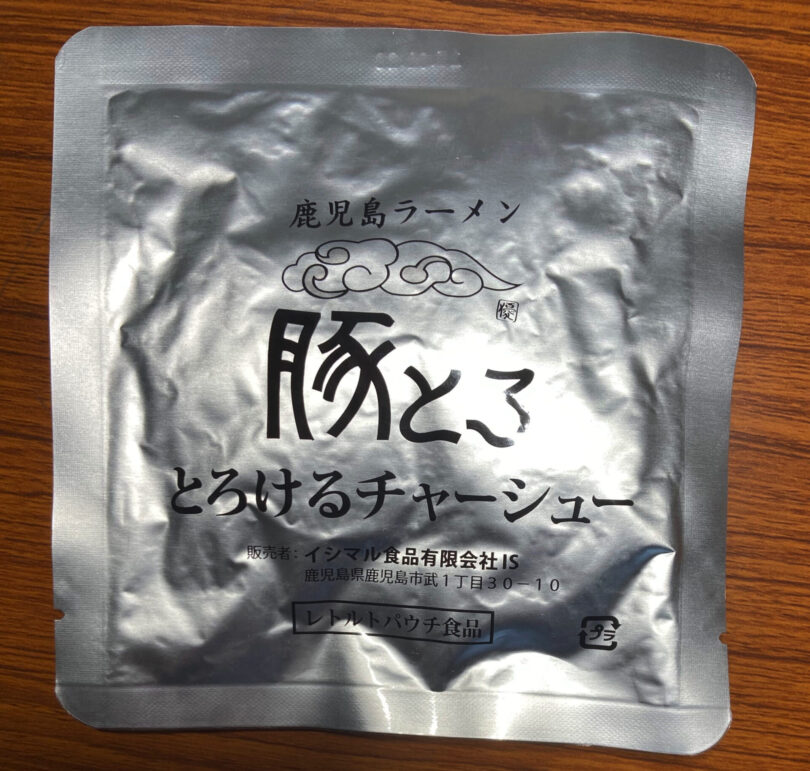 鹿児島ラーメン
優
豚とろ
とろけるチャーシュー
販売者：イシマル食品有限会社 IS
鹿児島県鹿児島市武1丁目30－10
レトルトパウチ食品
プラ